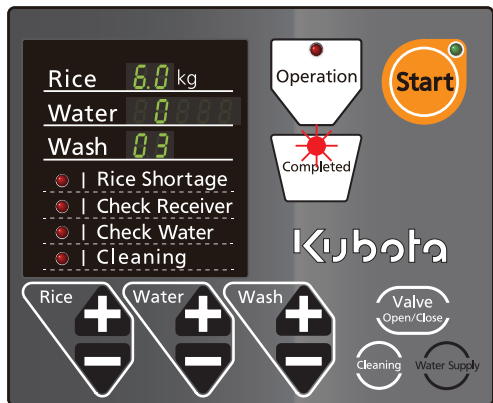 Rice 6.0 kg
Water 0
Wash 03
| Rice Shortage
| Check Receiver
| Check Water
| Cleaning
Operation
Start
Completed
Kubota
Rice
Water
Wash
Valve
Open/Close
Cleaning
Water Supply